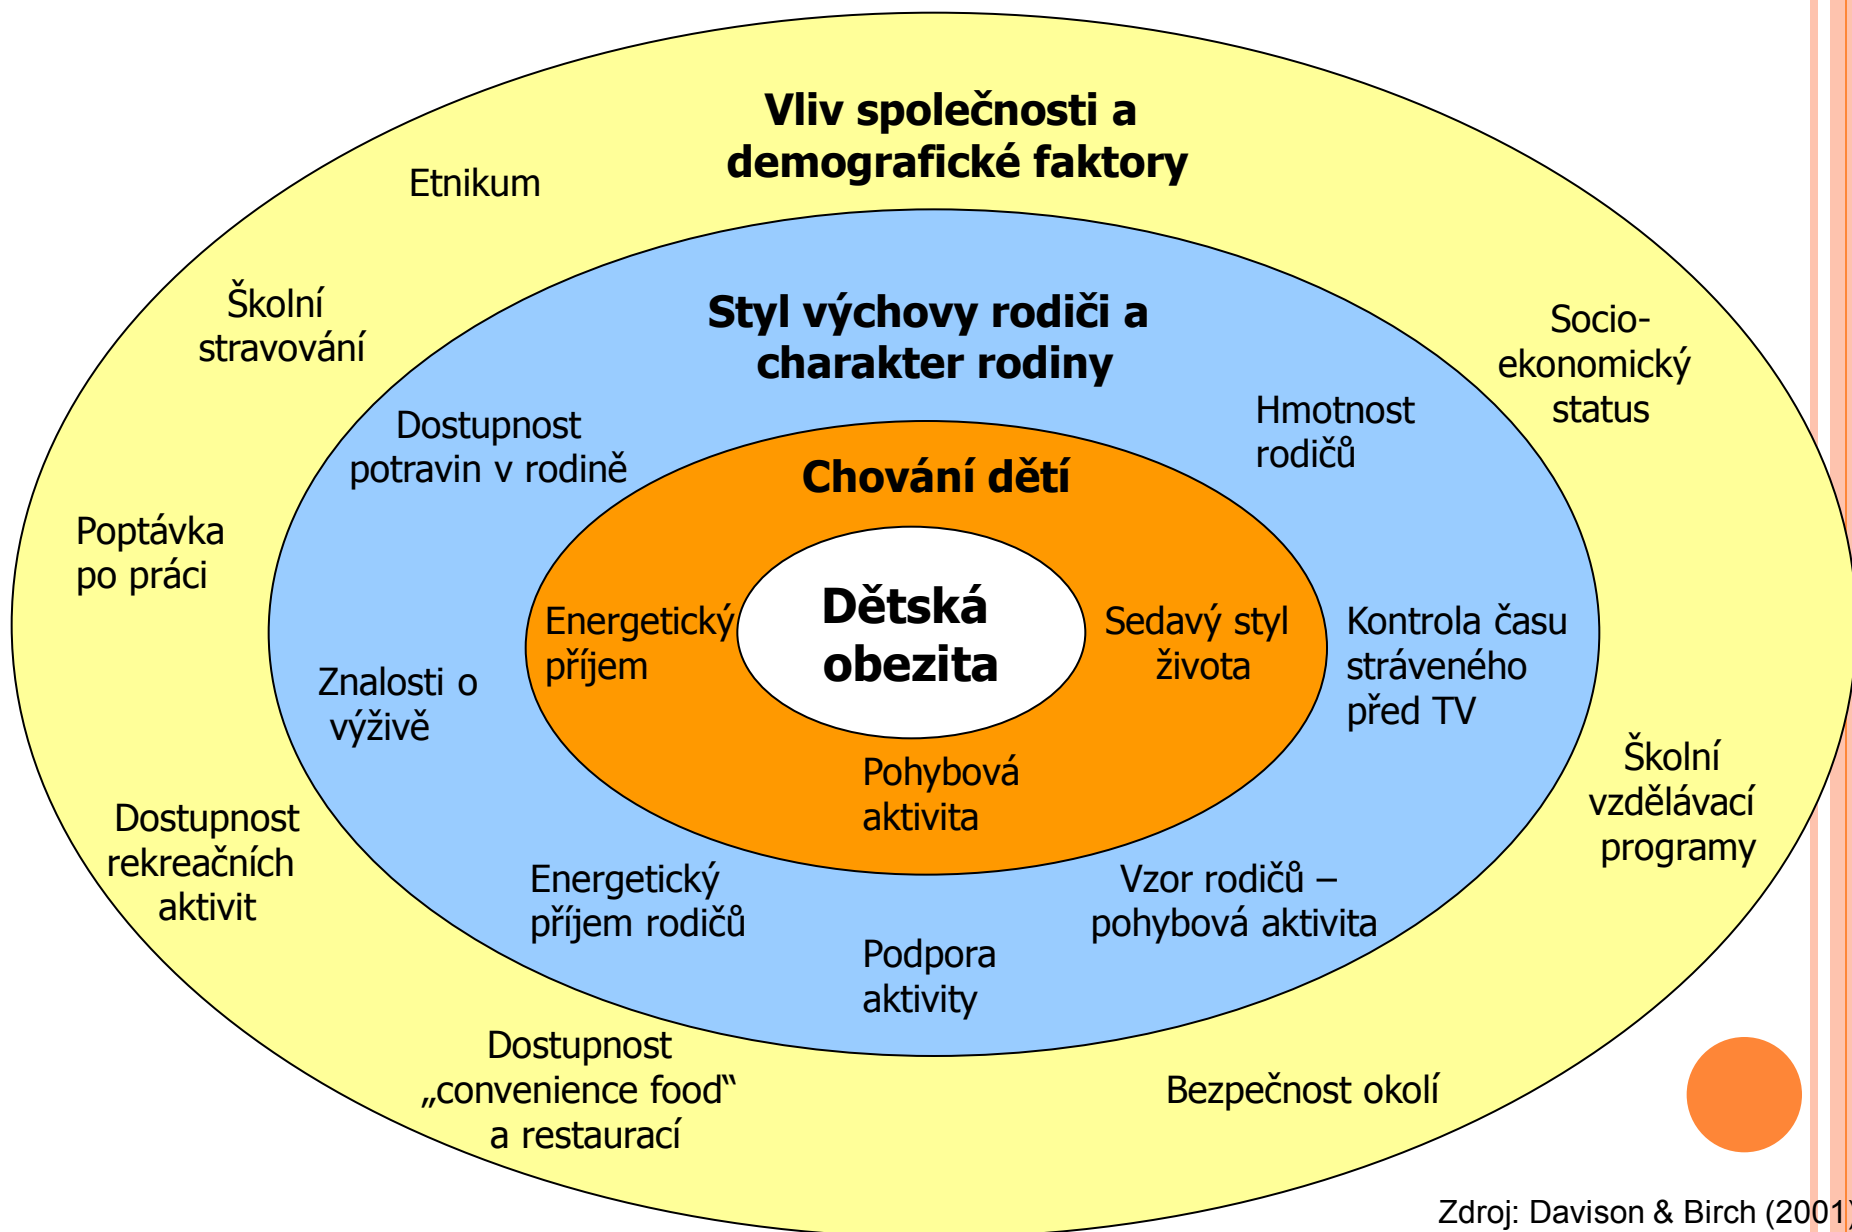 Vliv společnosti a
demografické faktory
Etnikum
Školní
stravování
Styl výchovy rodiči a
charakter rodiny
Socio-
ekonomický
status
Dostupnost
potravin v rodině
Hmotnost
rodičů
Chování dětí
Poptávka
po práci
Energetický
příjem
Dětská
obezita
Sedavý styl
života
Kontrola času
stráveného
před TV
Znalosti o
výživě
Pohybová
aktivita
Školní
vzdělávací
programy
Dostupnost
rekreačních
aktivit
Energetický
příjem rodičů
Vzor rodičů –
pohybová aktivita
Podpora
aktivity
Dostupnost
„convenience food“
a restaurací
Bezpečnost okolí
Zdroj: Davison & Birch (2001)